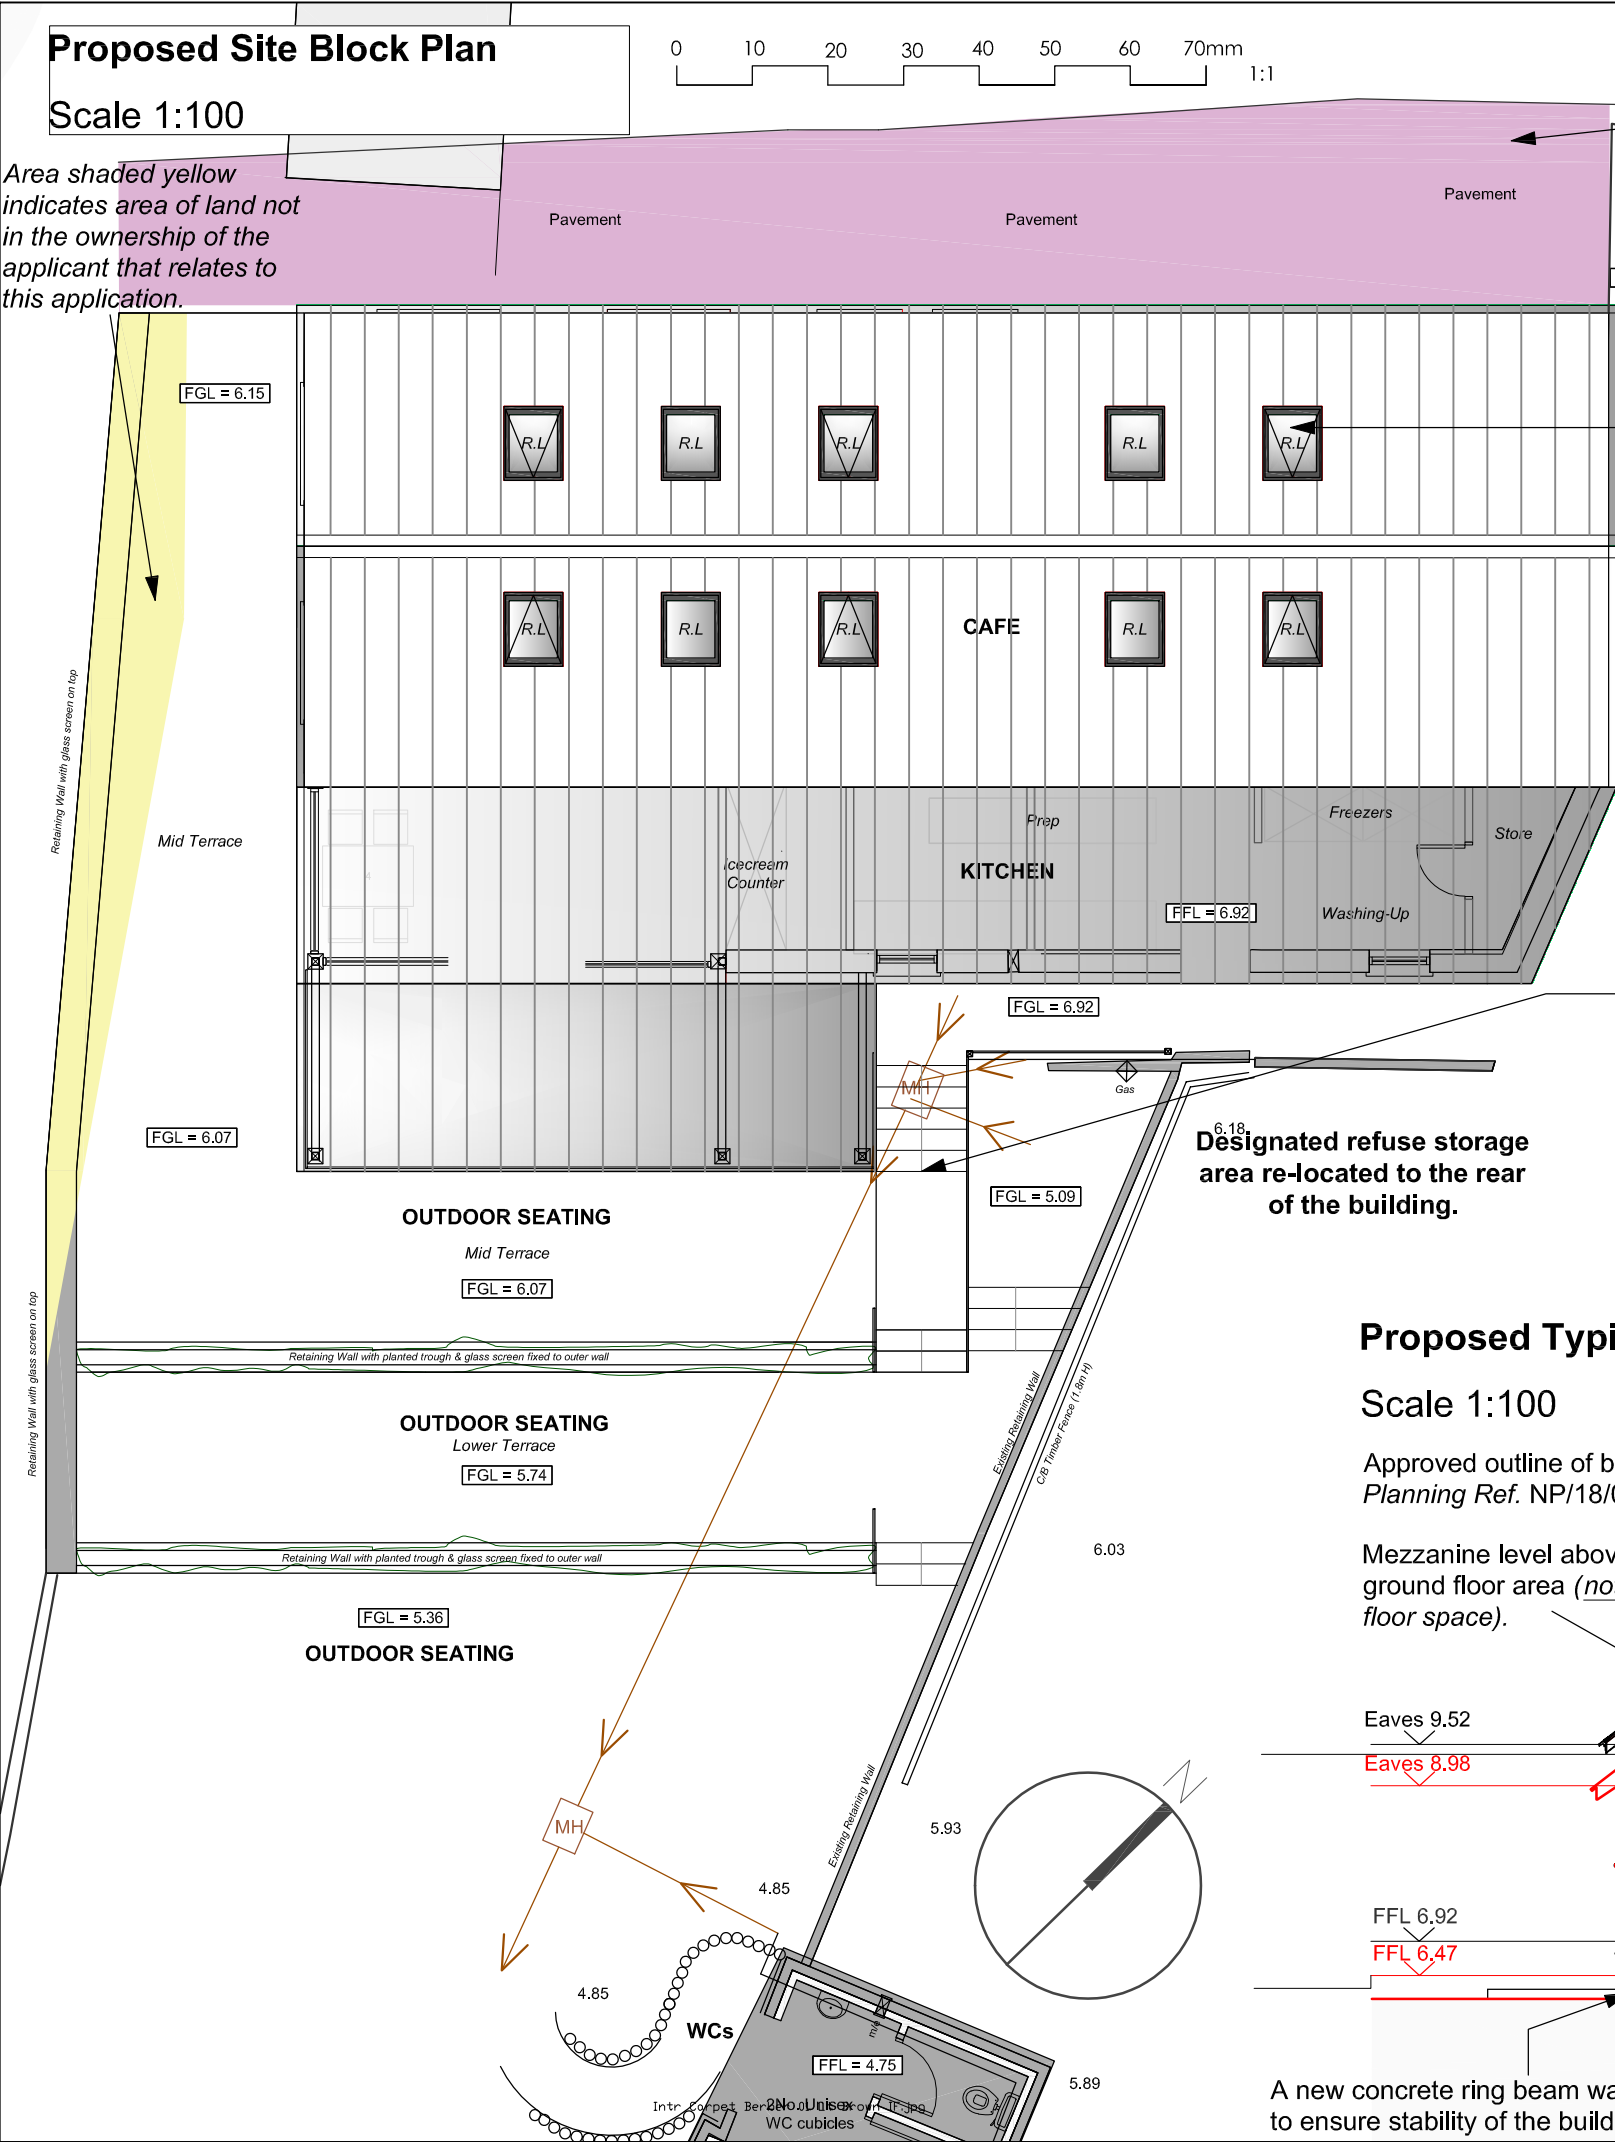 Proposed Site Block Plan
Scale 1:100
0 10 20 30 40 50 60 70mm
1:1
Area shaded yellow
indicates area of land not
in the ownership of the
applicant that relates to
this application.
Pavement
Pavement
Pavement
FGL = 6.15
R.L
R.L
R.L
R.L
R.L
R.L
R.L
R.L
R.L
R.L
CAFE
Retaining Wall with glass screen on top
Mid Terrace
4
Icecream
Counter
Prep
KITCHEN
Freezers
Store
FFL = 6.92
Washing-Up
FGL = 6.92
MH
Gas
FGL = 6.07
6.18
Designated refuse storage
area re-located to the rear
of the building.
FGL = 5.09
OUTDOOR SEATING
Mid Terrace
FGL = 6.07
Retaining Wall with glass screen on top
Retaining Wall with planted trough & glass screen fixed to outer wall
Existing Retaining Wall
C/B Timber Fence (1.8m H)
Proposed Typi
Scale 1:100
OUTDOOR SEATING
Lower Terrace
FGL = 5.74
Approved outline of b
Planning Ref. NP/18/0
Retaining Wall with planted trough & glass screen fixed to outer wall
6.03
Mezzanine level abov
ground floor area (no
floor space).
FGL = 5.36
OUTDOOR SEATING
Eaves 9.52
Eaves 8.98
N
MH
Existing Retaining Wall
5.93
4.85
FFL 6.92
FFL 6.47
4.85
WCs
m/e
FFL = 4.75
5.89
2No. Unisex
WC cubicles
A new concrete ring beam wa
to ensure stability of the build